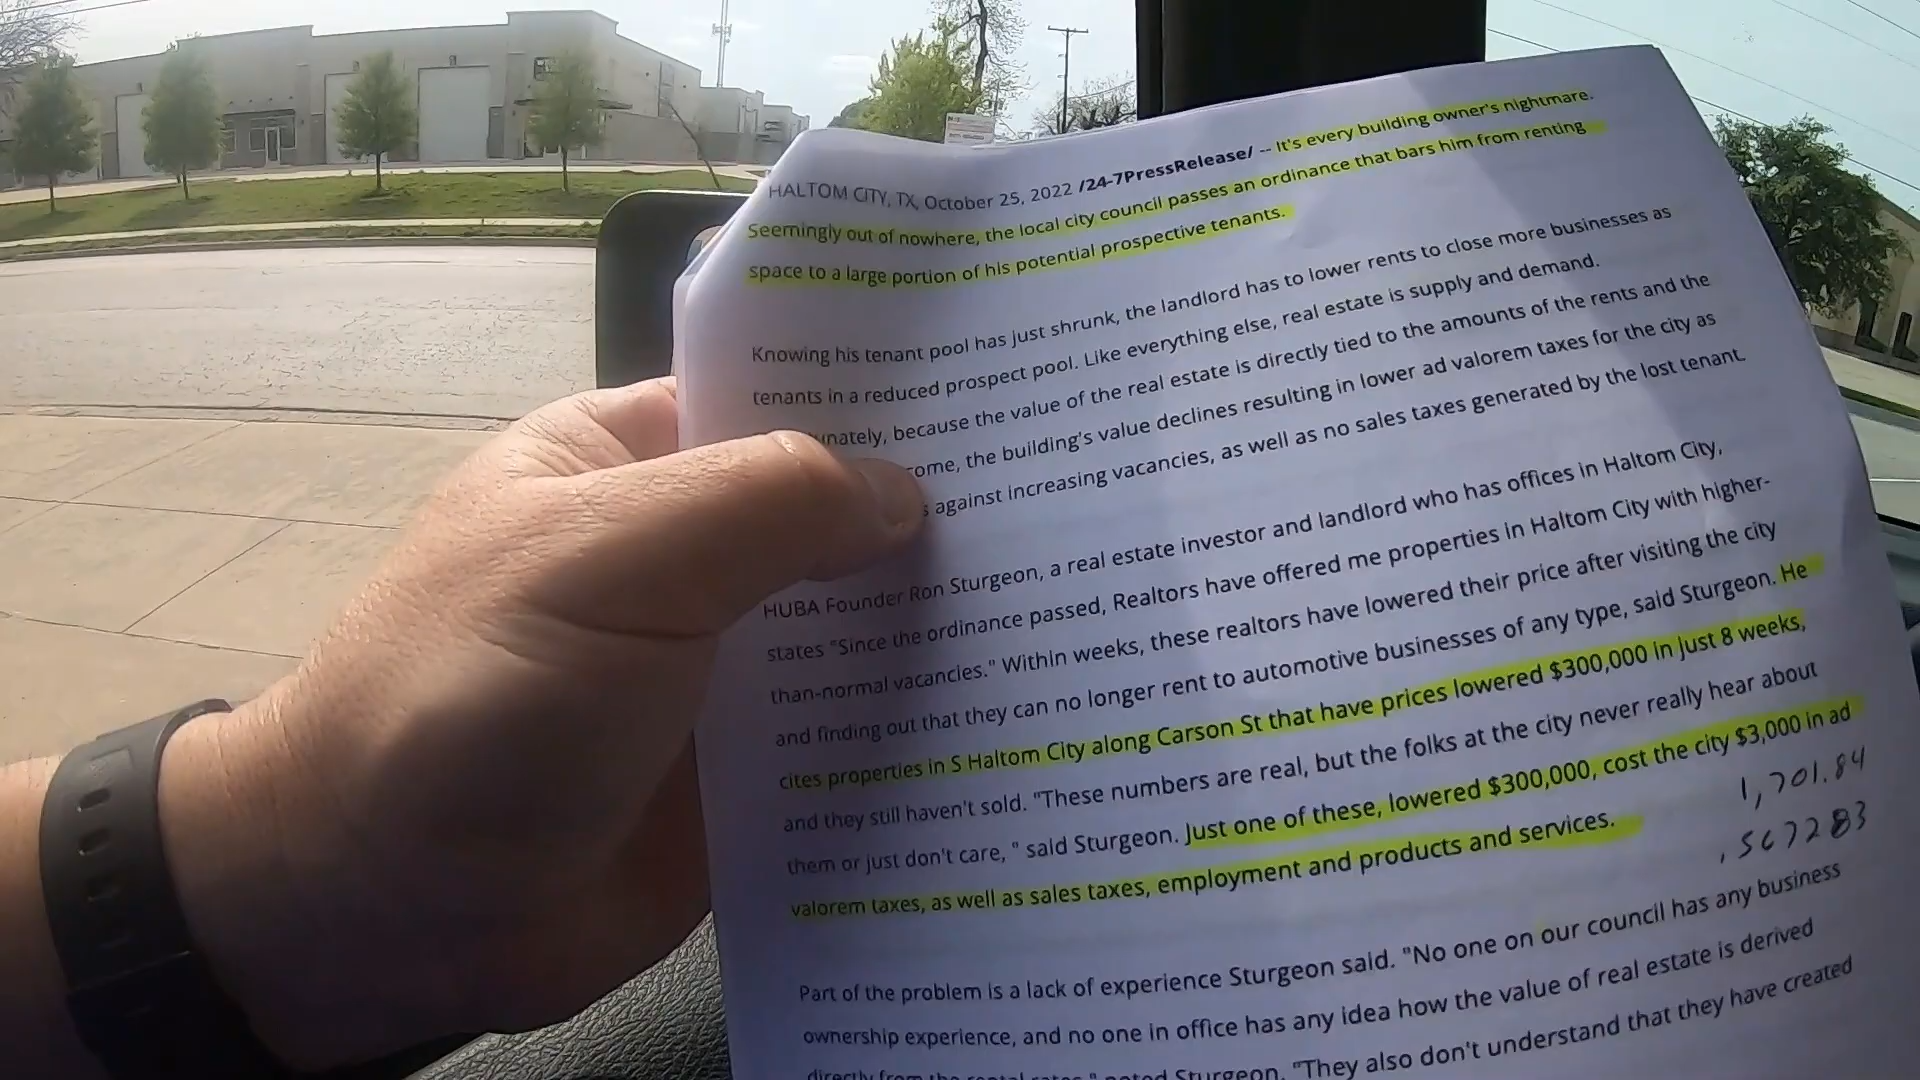 HALTOM CITY, TX, October 25, 2022 /24-7PressRelease/ -- It's every building owner's nightmare.
Seemingly out of nowhere, the local city council passes an ordinance that bars him from renting
space to a large portion of his potential prospective tenants.
Knowing his tenant pool has just shrunk, the landlord has to lower rents to close more businesses as
tenants in a reduced prospect pool. Like everything else, real estate is supply and demand.
nately, because the value of the real estate is directly tied to the amounts of the rents and the
ome, the building's value declines resulting in lower ad valorem taxes for the city as
s against increasing vacancies, as well as no sales taxes generated by the lost tenant.
HUBA Founder Ron Sturgeon, a real estate investor and landlord who has offices in Haltom City,
states "Since the ordinance passed, Realtors have offered me properties in Haltom City with higher-
than-normal vacancies." Within weeks, these realtors have lowered their price after visiting the city
and finding out that they can no longer rent to automotive businesses of any type, said Sturgeon. He
cites properties in S Haltom City along Carson St that have prices lowered $300,000 in just 8 weeks,
and they still haven't sold. "These numbers are real, but the folks at the city never really hear about
them or just don't care, " said Sturgeon. Just one of these, lowered $300,000, cost the city $3,000 in ad
valorem taxes, as well as sales taxes, employment and products and services.
1,701.84
.567283
Part of the problem is a lack of experience Sturgeon said. "No one on our council has any business
ownership experience, and no one in office has any idea how the value of real estate is derived
directly from the rental rates," noted Sturgeon. "They also don't understand that they have created